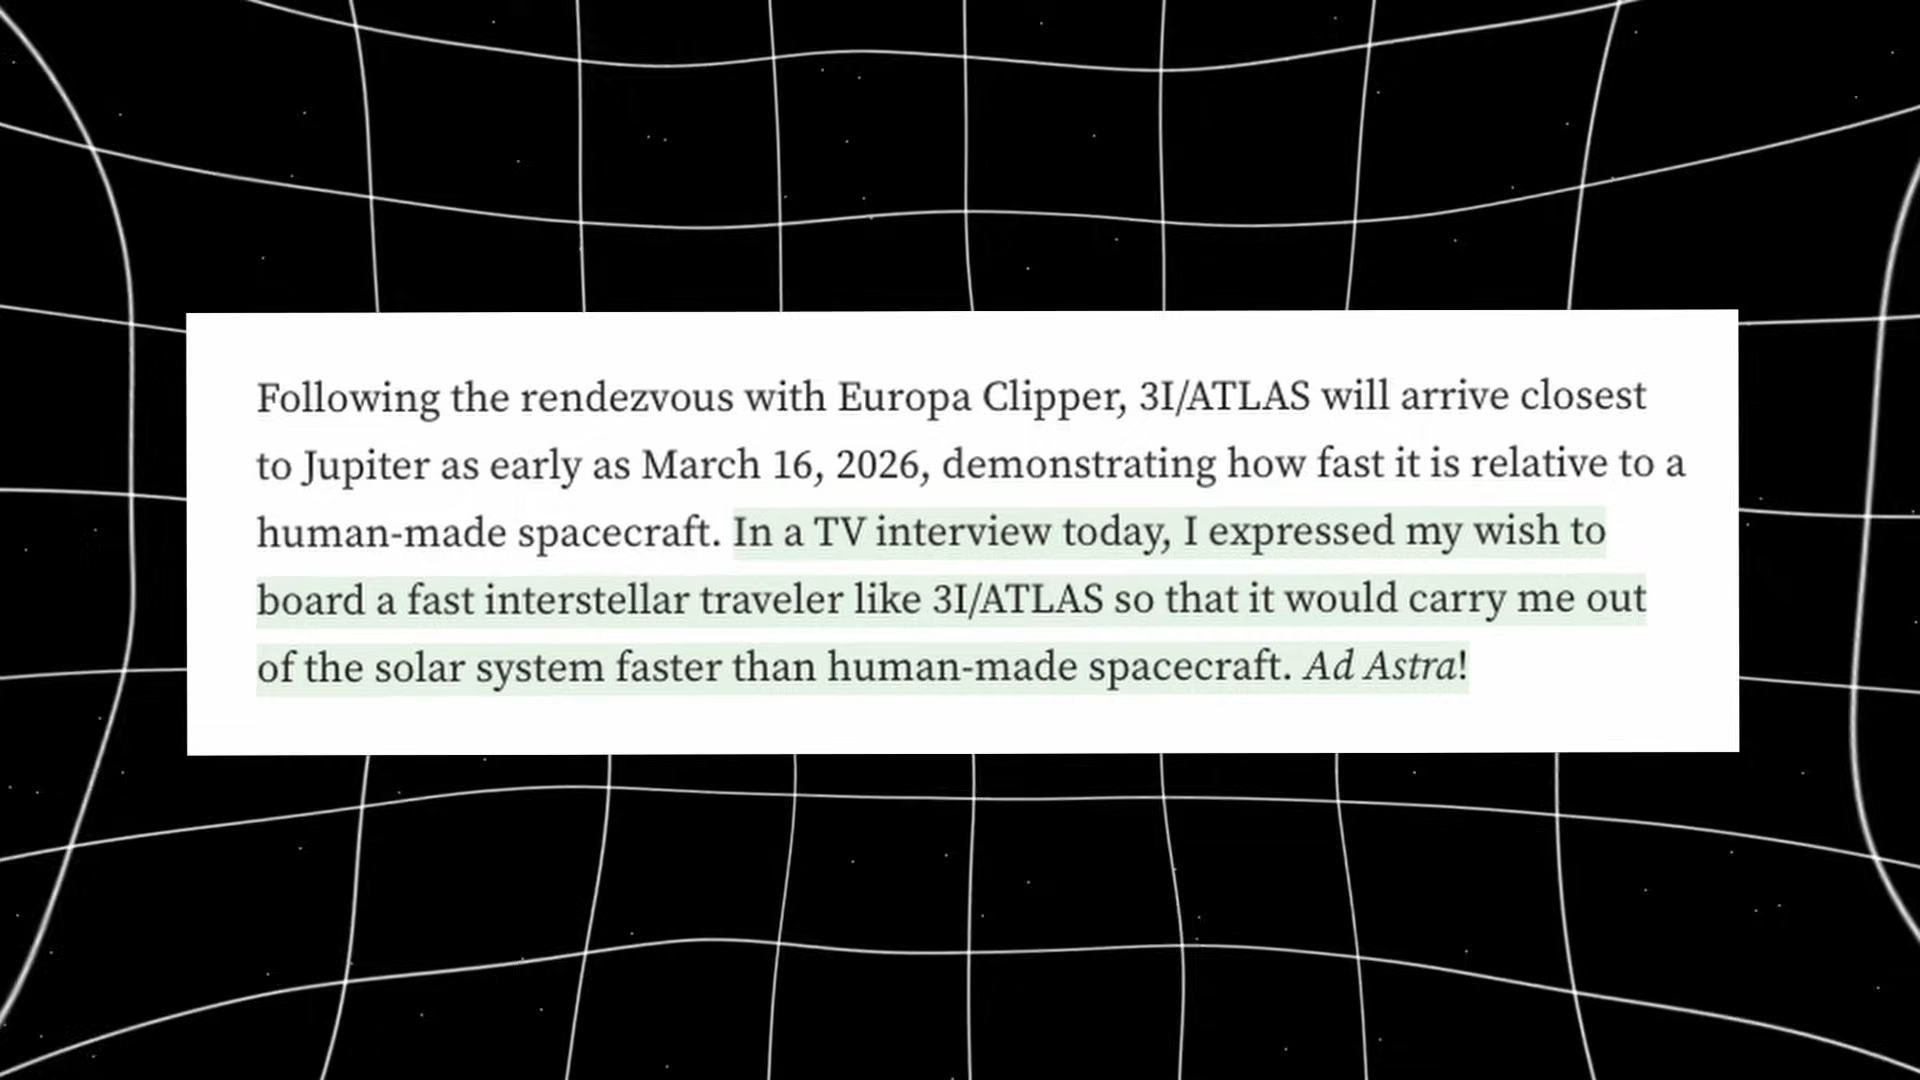 Following the rendezvous with Europa Clipper, 3I/ATLAS will arrive closest
to Jupiter as early as March 16, 2026, demonstrating how fast it is relative to a
human-made spacecraft. In a TV interview today, I expressed my wish to
board a fast interstellar traveler like 3I/ATLAS so that it would carry me out
of the solar system faster than human-made spacecraft. Ad Astra!